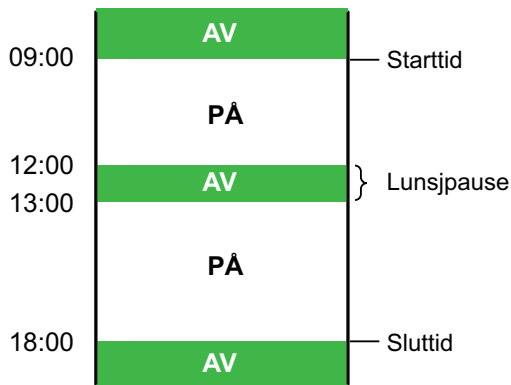 AV
09:00 Starttid
PÅ
12:00
AV Lunsjpause
13:00
PÅ
18:00 Sluttid
AV